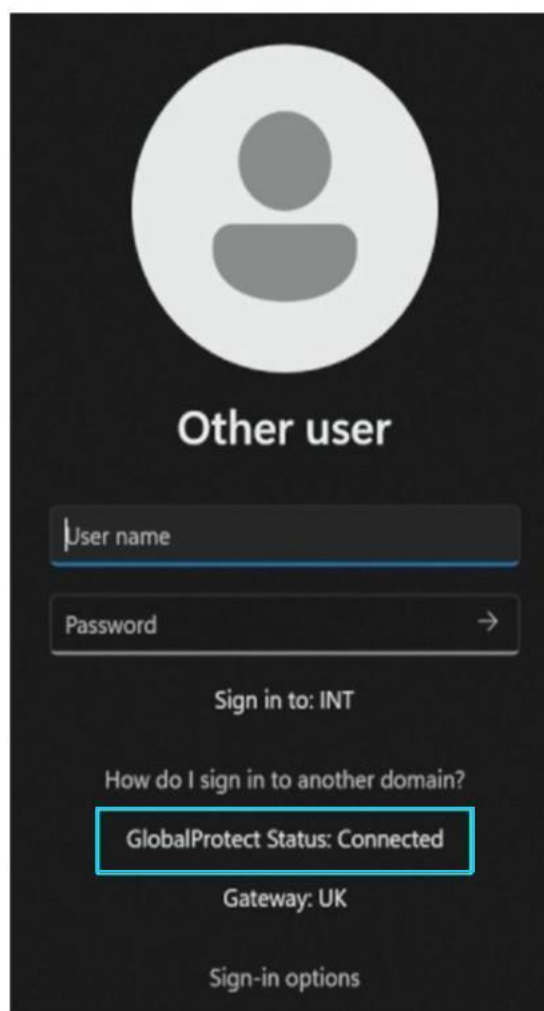 Other user
User name
Password
Sign in to: INT
How do I sign in to another domain?
GlobalProtect Status: Connected
Gateway: UK
Sign-in options